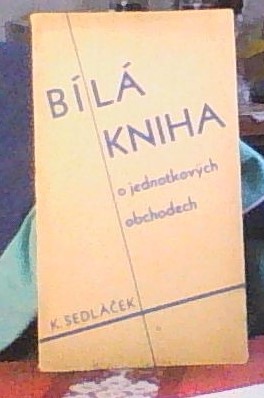 BÍLÁ
KNIHA
o jednotkových
obchodech
K. SEDLÁČEK